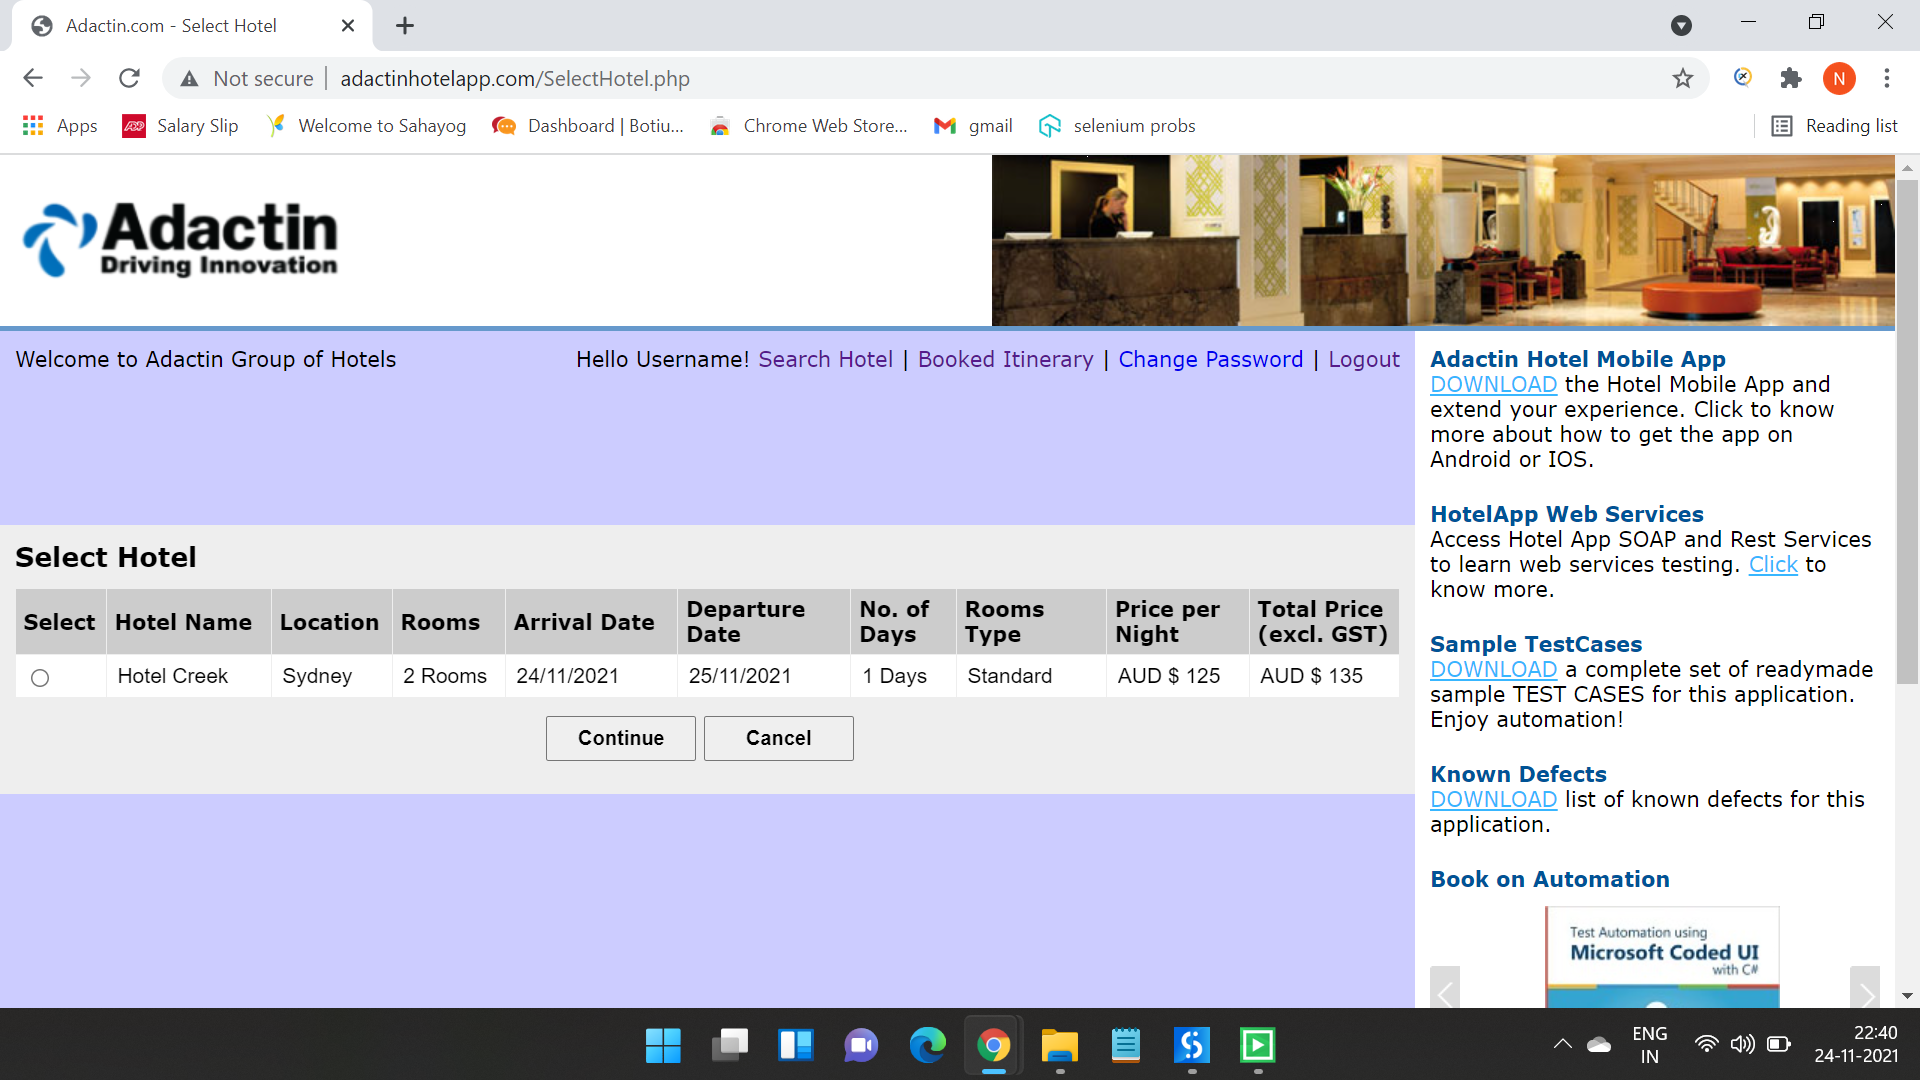 Adactin.com - Select Hotel
Not secure | adactinhotelapp.com/SelectHotel.php
N
Apps
ADP Salary Slip
Welcome to Sahayog
Dashboard | Botiu...
Chrome Web Store...
gmail
selenium probs
Reading list
Adactin
Driving Innovation
Welcome to Adactin Group of Hotels
Hello Username! Search Hotel | Booked Itinerary | Change Password | Logout
Select Hotel
Select Hotel Name Location Rooms Arrival Date Departure Date No. of Days Rooms Type Price per Night Total Price (excl. GST)
Hotel Creek Sydney 2 Rooms 24/11/2021 25/11/2021 1 Days Standard AUD $ 125 AUD $ 135
Continue Cancel
Adactin Hotel Mobile App
DOWNLOAD the Hotel Mobile App and
extend your experience. Click to know
more about how to get the app on
Android or IOS.
HotelApp Web Services
Access Hotel App SOAP and Rest Services
to learn web services testing. Click to
know more.
Sample TestCases
DOWNLOAD a complete set of readymade
sample TEST CASES for this application.
Enjoy automation!
Known Defects
DOWNLOAD list of known defects for this
application.
Book on Automation
Test Automation using
Microsoft Coded UI
with C#
ENG
IN
22:40
24-11-2021